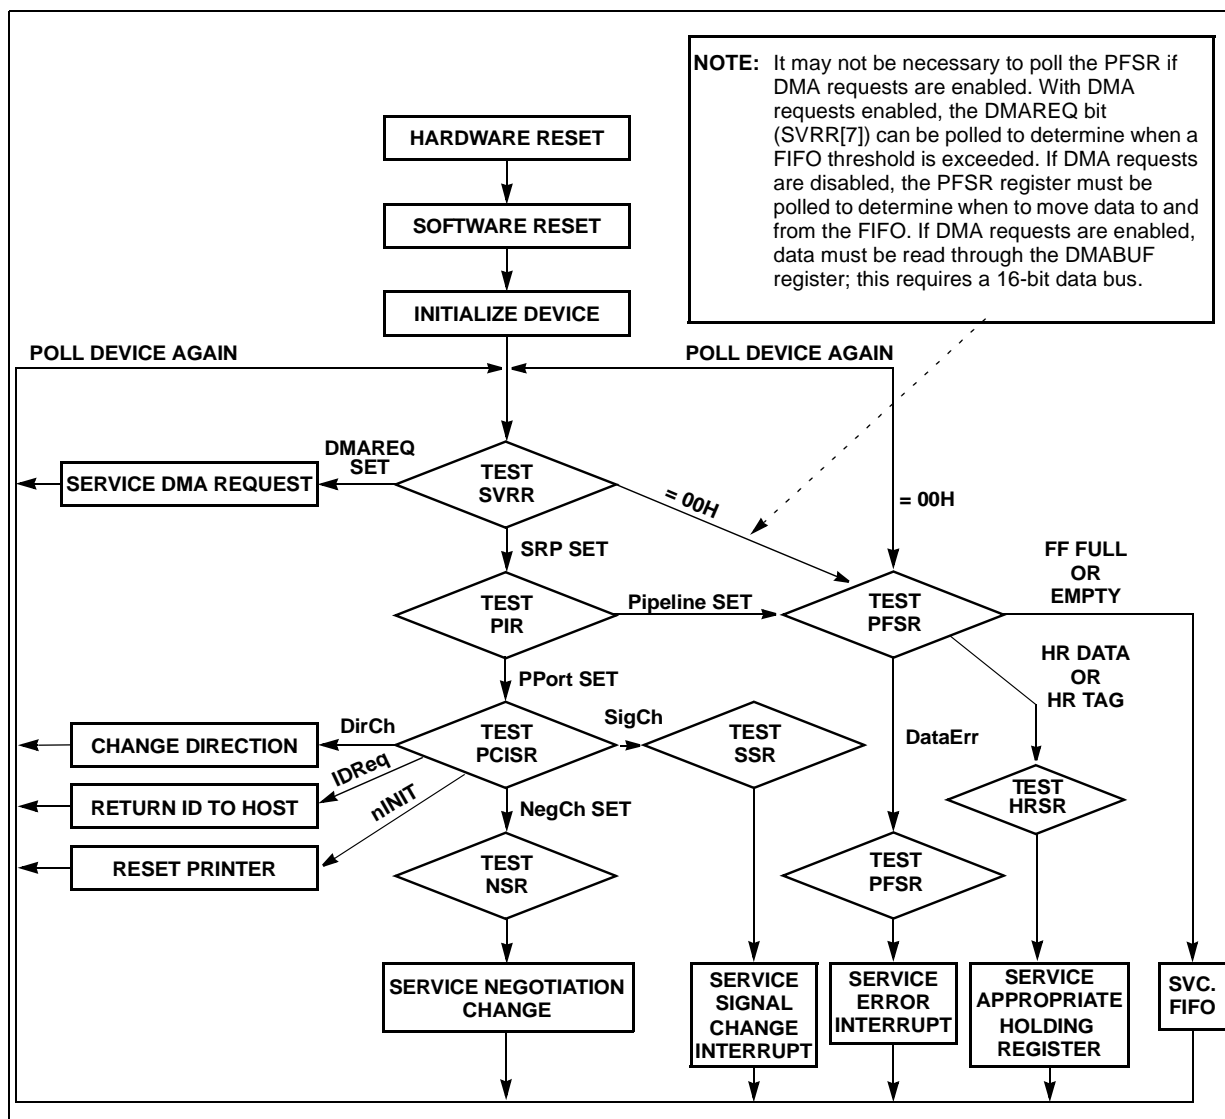 NOTE: It may not be necessary to poll the PFSR if
DMA requests are enabled. With DMA
requests enabled, the DMAREQ bit
(SVRR[7]) can be polled to determine when a
FIFO threshold is exceeded. If DMA requests
are disabled, the PFSR register must be
polled to determine when to move data to and
from the FIFO. If DMA requests are enabled,
data must be read through the DMABUF
register; this requires a 16-bit data bus.
HARDWARE RESET
SOFTWARE RESET
INITIALIZE DEVICE
POLL DEVICE AGAIN
POLL DEVICE AGAIN
DMAREQ
SET
SERVICE DMA REQUEST
TEST
SVRR
= 00H
= 00H
SRP SET
FF FULL
OR
EMPTY
TEST
PIR
Pipeline SET
TEST
PFSR
HR DATA
OR
HR TAG
PPort SET
DirCh
CHANGE DIRECTION
TEST
PCISR
SigCh
TEST
SSR
DataErr
IDReq
RETURN ID TO HOST
nINIT
NegCh SET
TEST
HRSR
RESET PRINTER
TEST
NSR
TEST
PFSR
SERVICE NEGOTIATION
CHANGE
SERVICE
SIGNAL
CHANGE
INTERRUPT
SERVICE
ERROR
INTERRUPT
SERVICE
APPROPRIATE
HOLDING
REGISTER
SVC.
FIFO